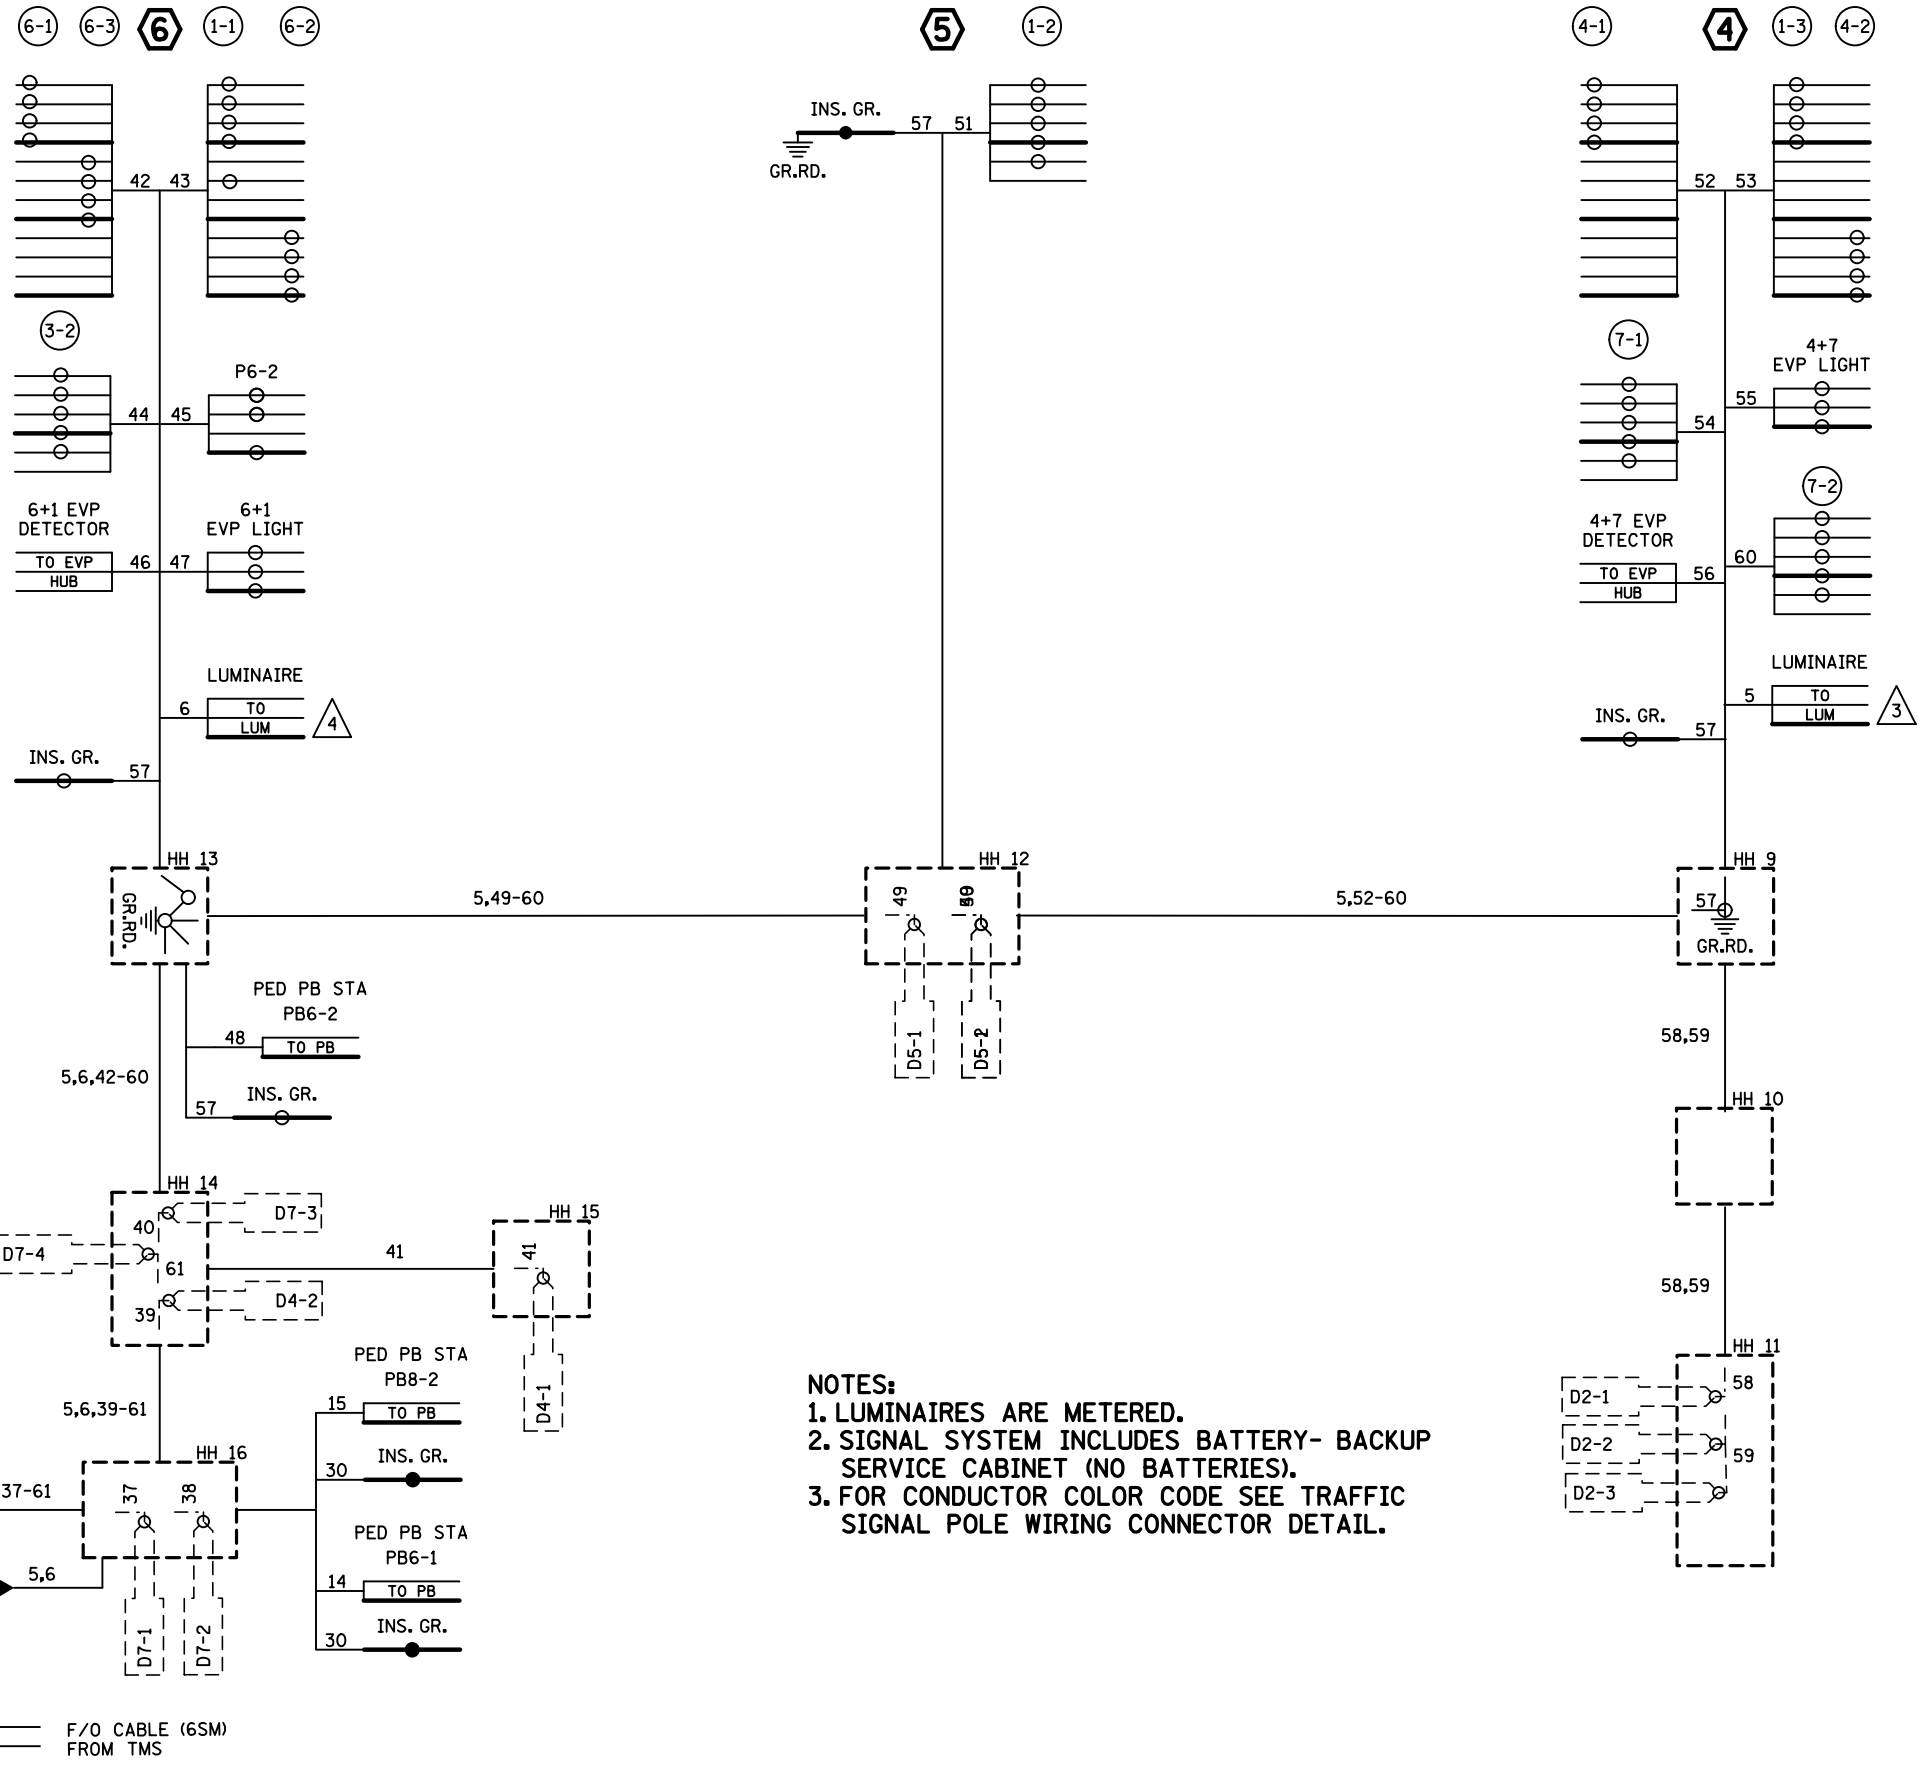 6-1 6-3 6 1-1 6-2
5 1-2
4-1 4 1-3 4-2
42 43
3-2
P6-2
44 45
6+1 EVP
DETECTOR
TO EVP
HUB
46 47
6+1
EVP LIGHT
LUMINAIRE
6 TO
LUM
4
INS. GR.
57
HH 13
GR.RD.
5,49-60
PED PB STA
PB6-2
48 TO PB
5,6,42-60
INS. GR.
57
HH 14
D7-3
40
D7-4
61
D4-2
39
41
HH 15
41
D4-1
5,6,39-61
HH 16
37-61
37 38
D7-1 D7-2
5,6
PED PB STA
PB8-2
15 TO PB
INS. GR.
30
PED PB STA
PB6-1
14 TO PB
INS. GR.
30
F/O CABLE (6SM)
FROM TMS
INS. GR.
57 51
GR.RD.
HH 12
49
D5-1
5,52-60
52 53
7-1
4+7
EVP LIGHT
55
54
7-2
4+7 EVP
DETECTOR
TO EVP
HUB
56
60
LUMINAIRE
5 TO
LUM
3
INS. GR.
57
HH 9
57
GR.RD.
58,59
HH 10
58,59
HH 11
D2-1 58
D2-2 59
D2-3
NOTES:
1. LUMINAIRES ARE METERED.
2. SIGNAL SYSTEM INCLUDES BATTERY- BACKUP
SERVICE CABINET (NO BATTERIES).
3. FOR CONDUCTOR COLOR CODE SEE TRAFFIC
SIGNAL POLE WIRING CONNECTOR DETAIL.